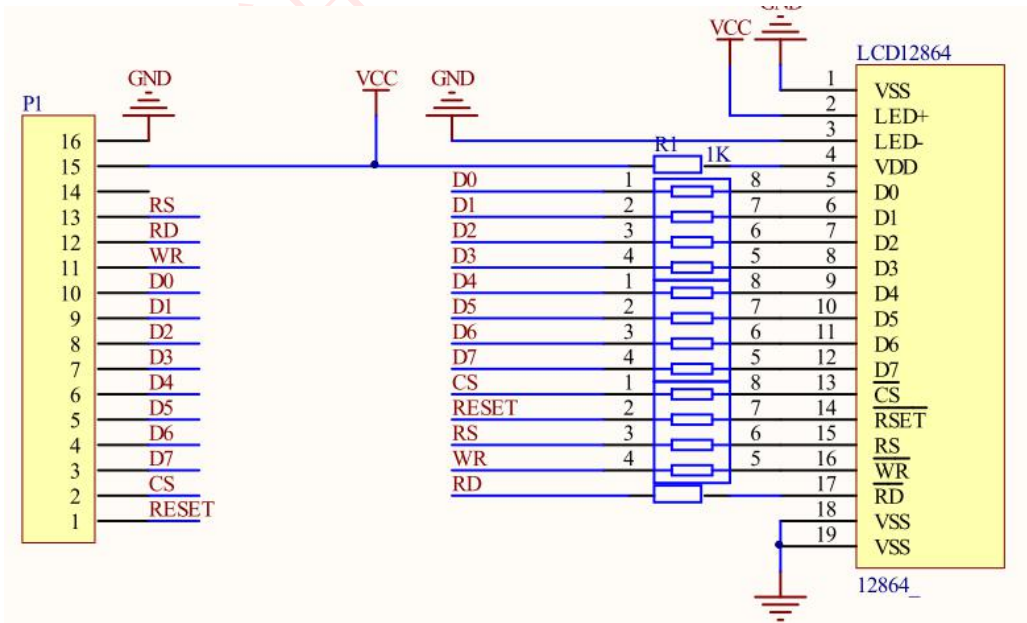 GND
VCC
LCD12864
GND
VCC
GND
P1
1
VSS
2
LED+
16
3
LED-
15
R1
1K
4
VDD
14
D0
1
8
5
D0
13
RS
D1
2
7
6
D1
12
RD
D2
3
6
7
D2
11
WR
D3
4
5
8
D3
10
D0
D4
1
8
9
D4
9
D1
D5
2
7
10
D5
8
D2
D6
3
6
11
D6
7
D3
D7
4
5
12
D7
6
D4
CS
1
8
13
CS
5
D5
RESET
2
7
14
RSET
4
D6
RS
3
6
15
RS
3
D7
WR
4
5
16
WR
2
CS
RD
17
RD
1
RESET
18
VSS
19
VSS
12864_